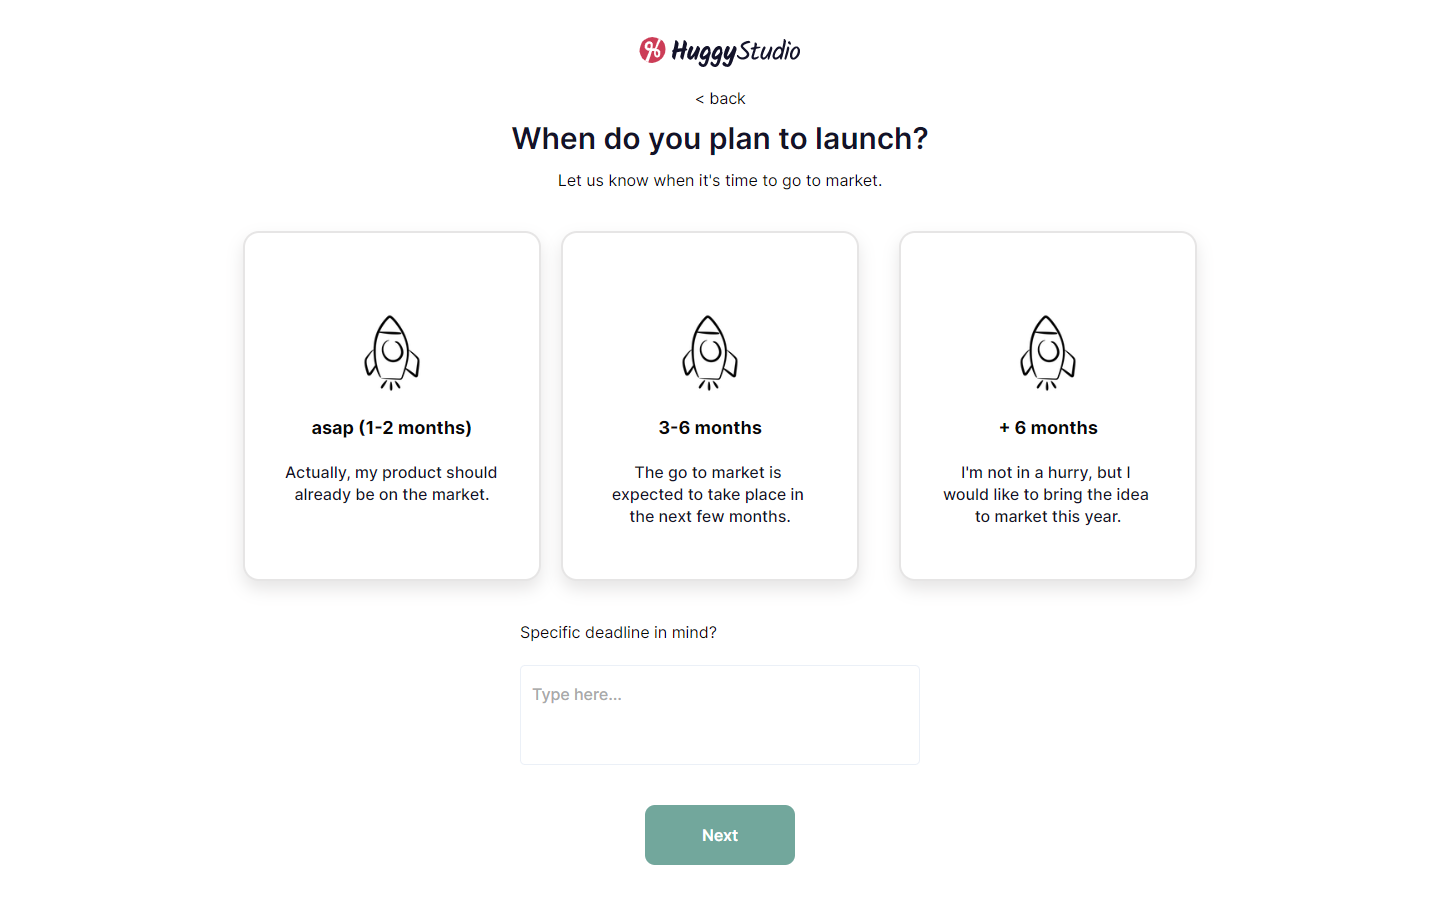 HuggyStudio
< back
When do you plan to launch?
Let us know when it's time to go to market.
asap (1-2 months)
Actually, my product should
already be on the market.
3-6 months
The go to market is
expected to take place in
the next few months.
+ 6 months
I'm not in a hurry, but I
would like to bring the idea
to market this year.
Specific deadline in mind?
Type here...
Next